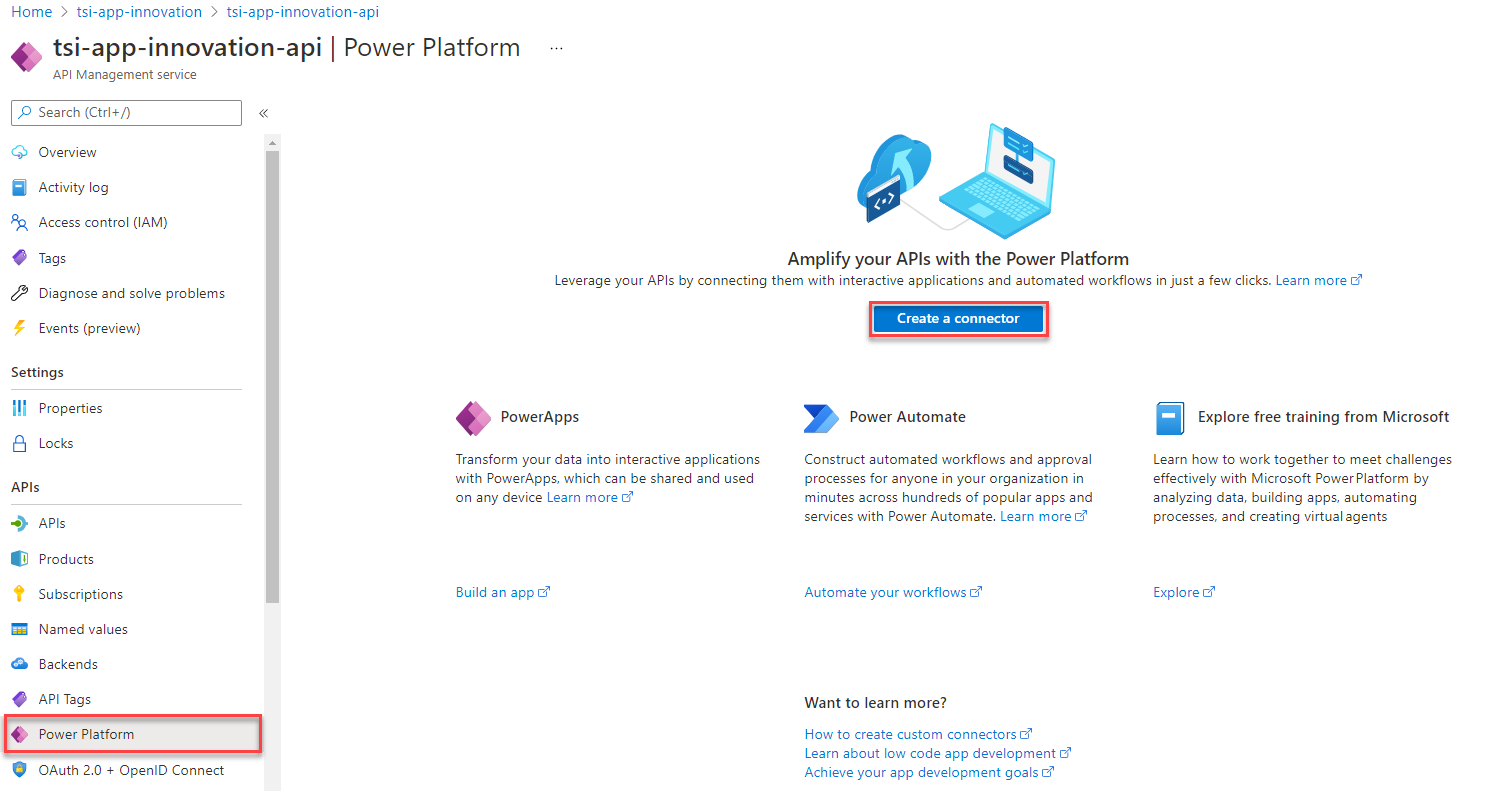 Home > tsi-app-innovation > tsi-app-innovation-api
tsi-app-innovation-api | Power Platform ...
API Management service
Search (Ctrl+/) «
Overview
Activity log
Access control (IAM)
Tags
Diagnose and solve problems
Events (preview)
Settings
Properties
Locks
APIs
APIs
Products
Subscriptions
Named values
Backends
API Tags
Power Platform
OAuth 2.0 + OpenID Connect
Amplify your APIs with the Power Platform
Leverage your APIs by connecting them with interactive applications and automated workflows in just a few clicks. Learn more
Create a connector
PowerApps
Transform your data into interactive applications
with PowerApps, which can be shared and used
on any device Learn more
Build an app
Power Automate
Construct automated workflows and approval
processes for anyone in your organization in
minutes across hundreds of popular apps and
services with Power Automate. Learn more
Automate your workflows
Explore free training from Microsoft
Learn how to work together to meet challenges
effectively with Microsoft PowerPlatform by
analyzing data, building apps, automating
processes, and creating virtual agents
Explore
Want to learn more?
How to create custom connectors
Learn about low code app development
Achieve your app development goals